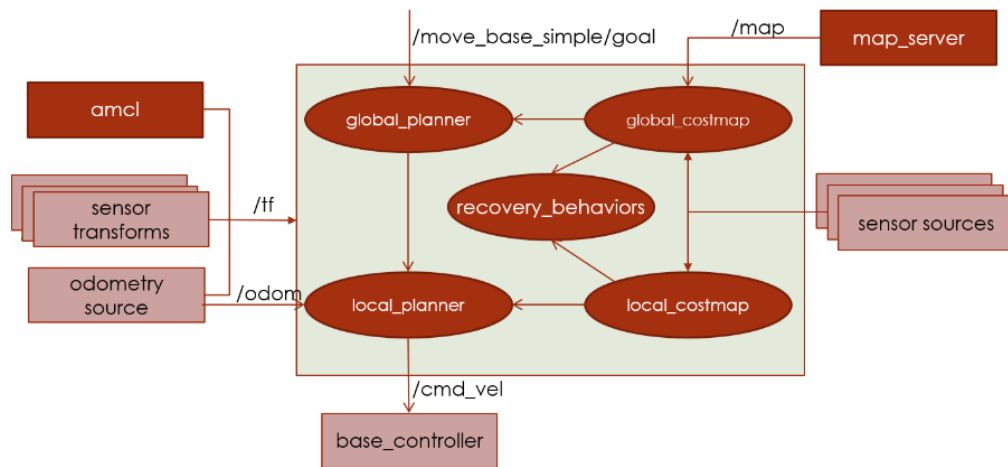 /move_base_simple/goal
/map
map_server
amcl
global_planner
global_costmap
sensor
transforms
/tf
recovery_behaviors
sensor sources
odometry
source
/odom
local_planner
local_costmap
/cmd_vel
base_controller